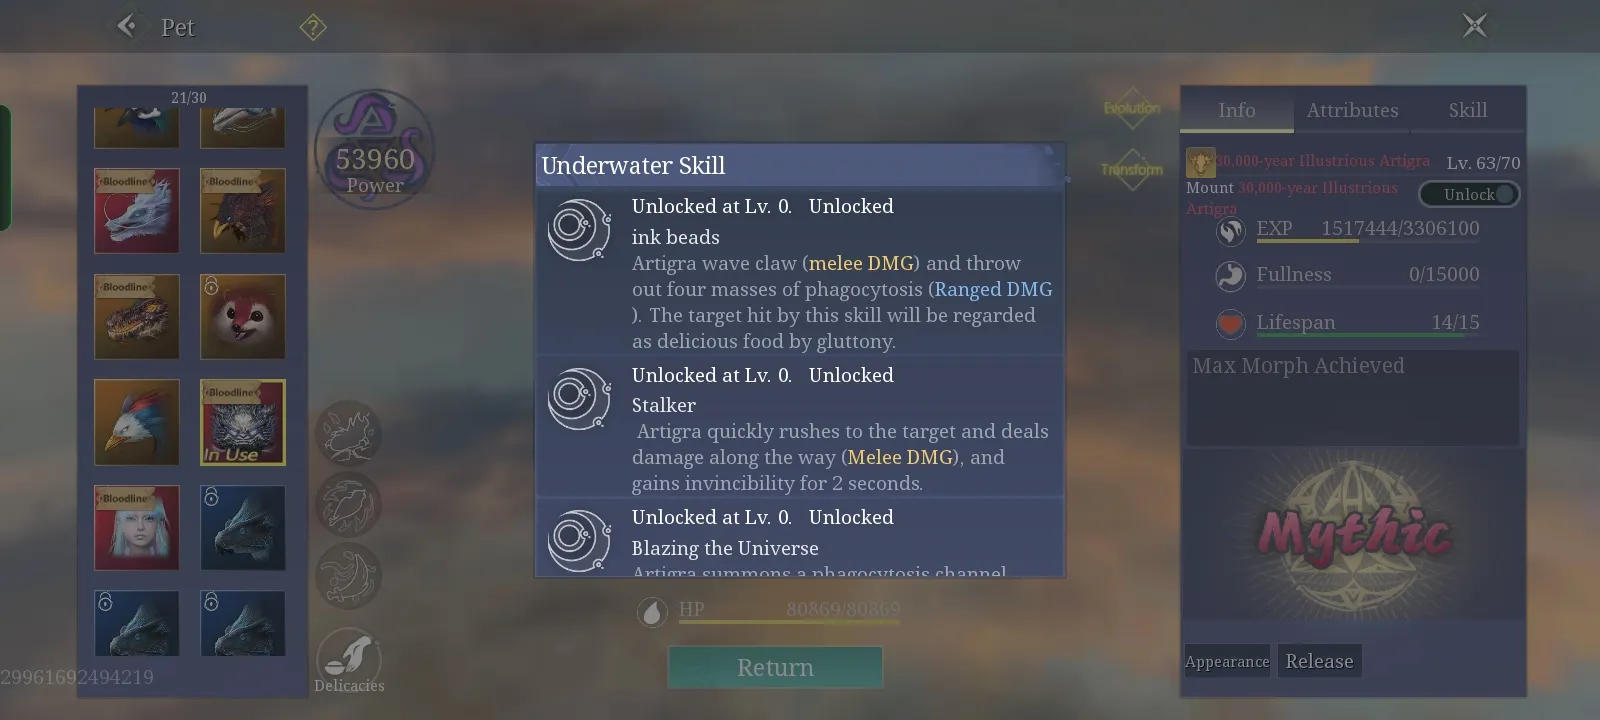 Pet
?
21/30
Bloodline
Bloodline
Bloodline
Bloodline
In Use
Bloodline
29961692494219
53960
Power
Delicacies
Underwater Skill
Unlocked at Lv. 0. Unlocked
ink beads
Artigra wave claw (melee DMG) and throw
out four masses of phagocytosis (Ranged DMG
). The target hit by this skill will be regarded
as delicious food by gluttony.
Unlocked at Lv. 0. Unlocked
Stalker
Artigra quickly rushes to the target and deals
damage along the way (Melee DMG), and
gains invincibility for 2 seconds.
Unlocked at Lv. 0. Unlocked
Blazing the Universe
Artigra summons a phagocytosis channel
HP 80869/80869
Return
Evolution
Transform
Info Attributes Skill
30,000-year Illustrious Artigra Lv. 63/70
Mount 30,000-year Illustrious
Artigra
Unlock
EXP 1517444/3306100
Fullness 0/15000
Lifespan 14/15
Max Morph Achieved
Mythic
Appearance Release